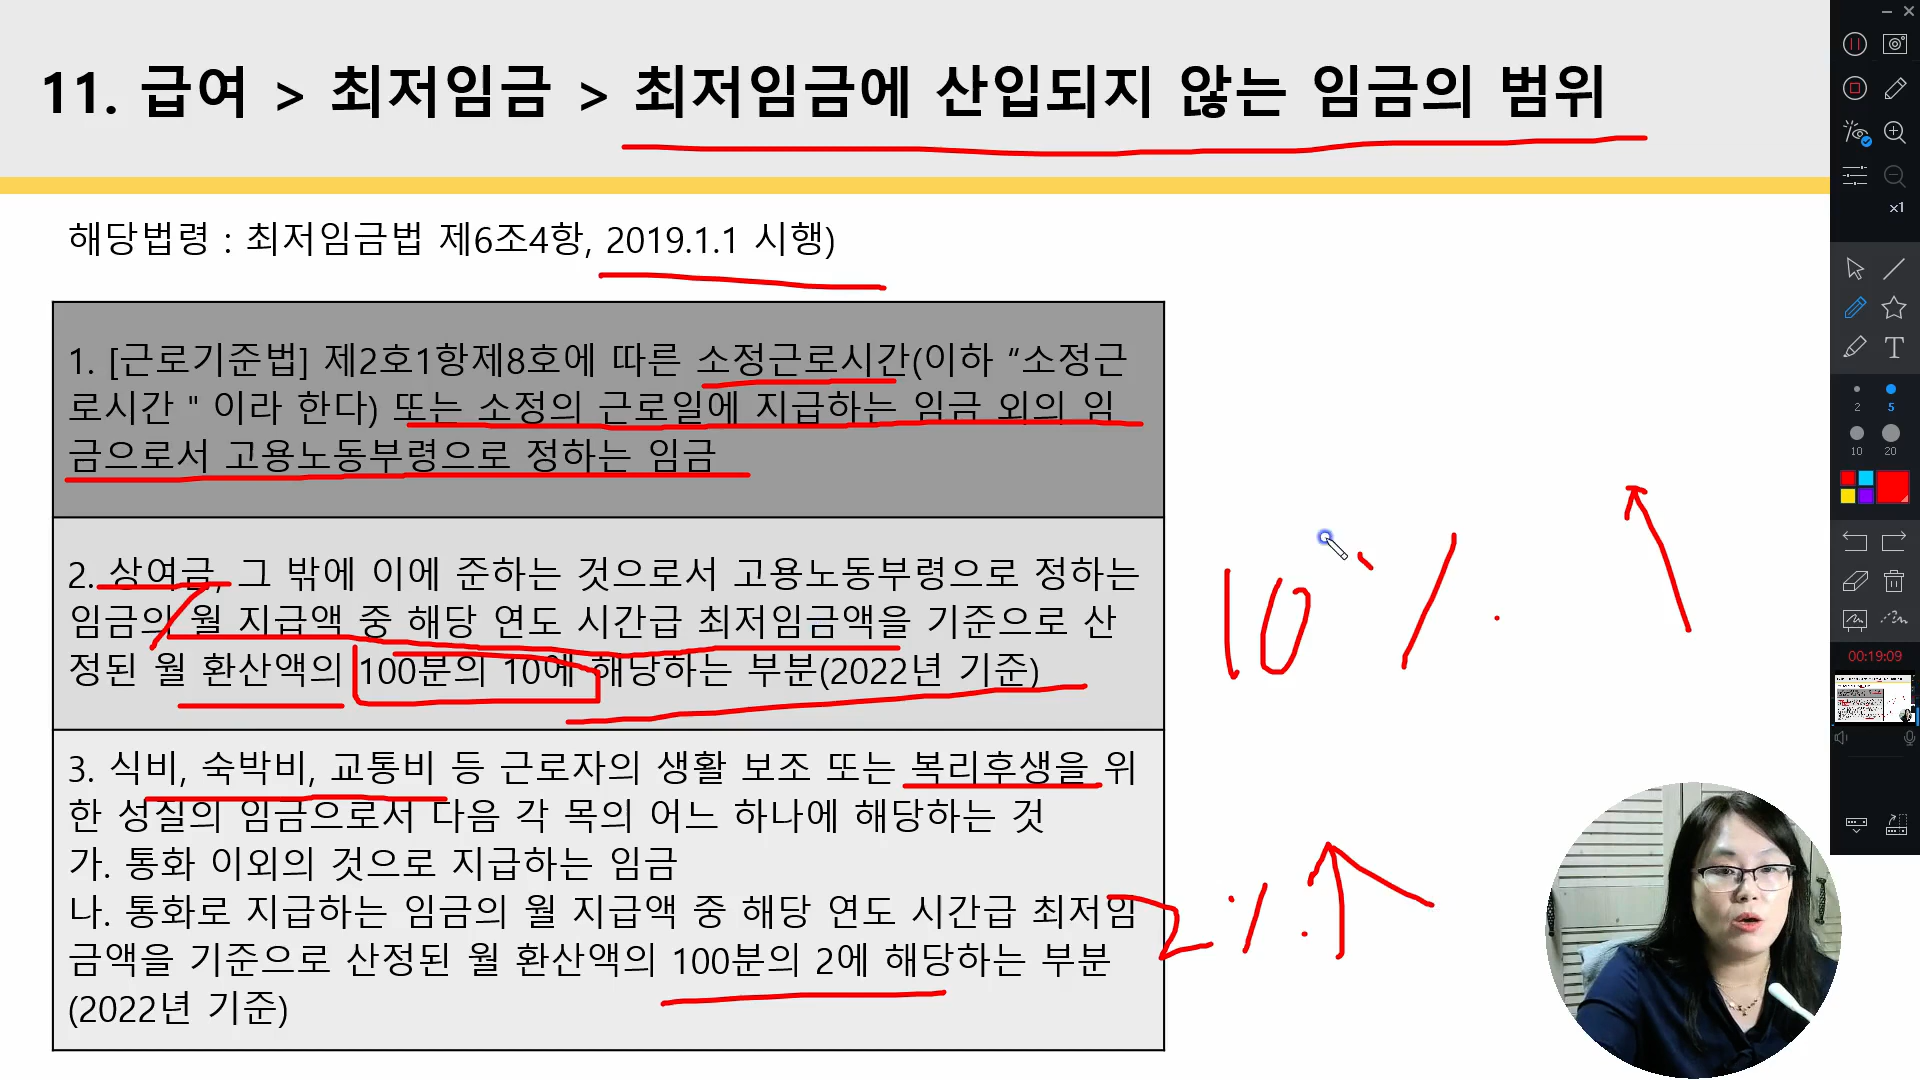 11. 급여 > 최저임금 > 최저임금에 산입되지 않는 임금의 범위
해당법령 : 최저임금법 제6조4항, 2019.1.1 시행)
1. [근로기준법] 제2호1항제8호에 따른 소정근로시간(이하 “소정근
로시간 " 이라 한다) 또는 소정의 근로일에 지급하는 임금 외의 임
금으로서 고용노동부령으로 정하는 임금
2. 상여금, 그 밖에 이에 준하는 것으로서 고용노동부령으로 정하는
임금의 월 지급액 중 해당 연도 시간급 최저임금액을 기준으로 산
정된 월 환산액의 100분의 10에 해당하는 부분(2022년 기준)
10%
3. 식비, 숙박비, 교통비 등 근로자의 생활 보조 또는 복리후생을 위
한 성질의 임금으로서 다음 각 목의 어느 하나에 해당하는 것
가. 통화 이외의 것으로 지급하는 임금
나. 통화로 지급하는 임금의 월 지급액 중 해당 연도 시간급 최저임
금액을 기준으로 산정된 월 환산액의 100분의 2에 해당하는 부분
(2022년 기준)
2%
x1
T
2 5
10 20
00:19:09